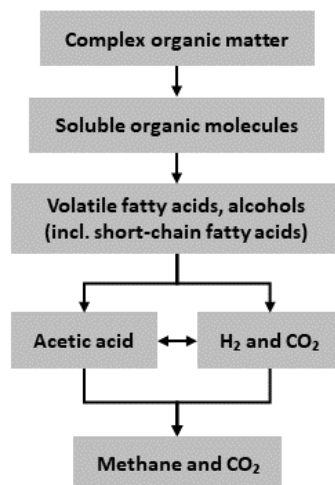 Complex organic matter
Soluble organic molecules
Volatile fatty acids, alcohols
(incl. short-chain fatty acids)
Acetic acid
H₂ and CO₂
Methane and CO₂